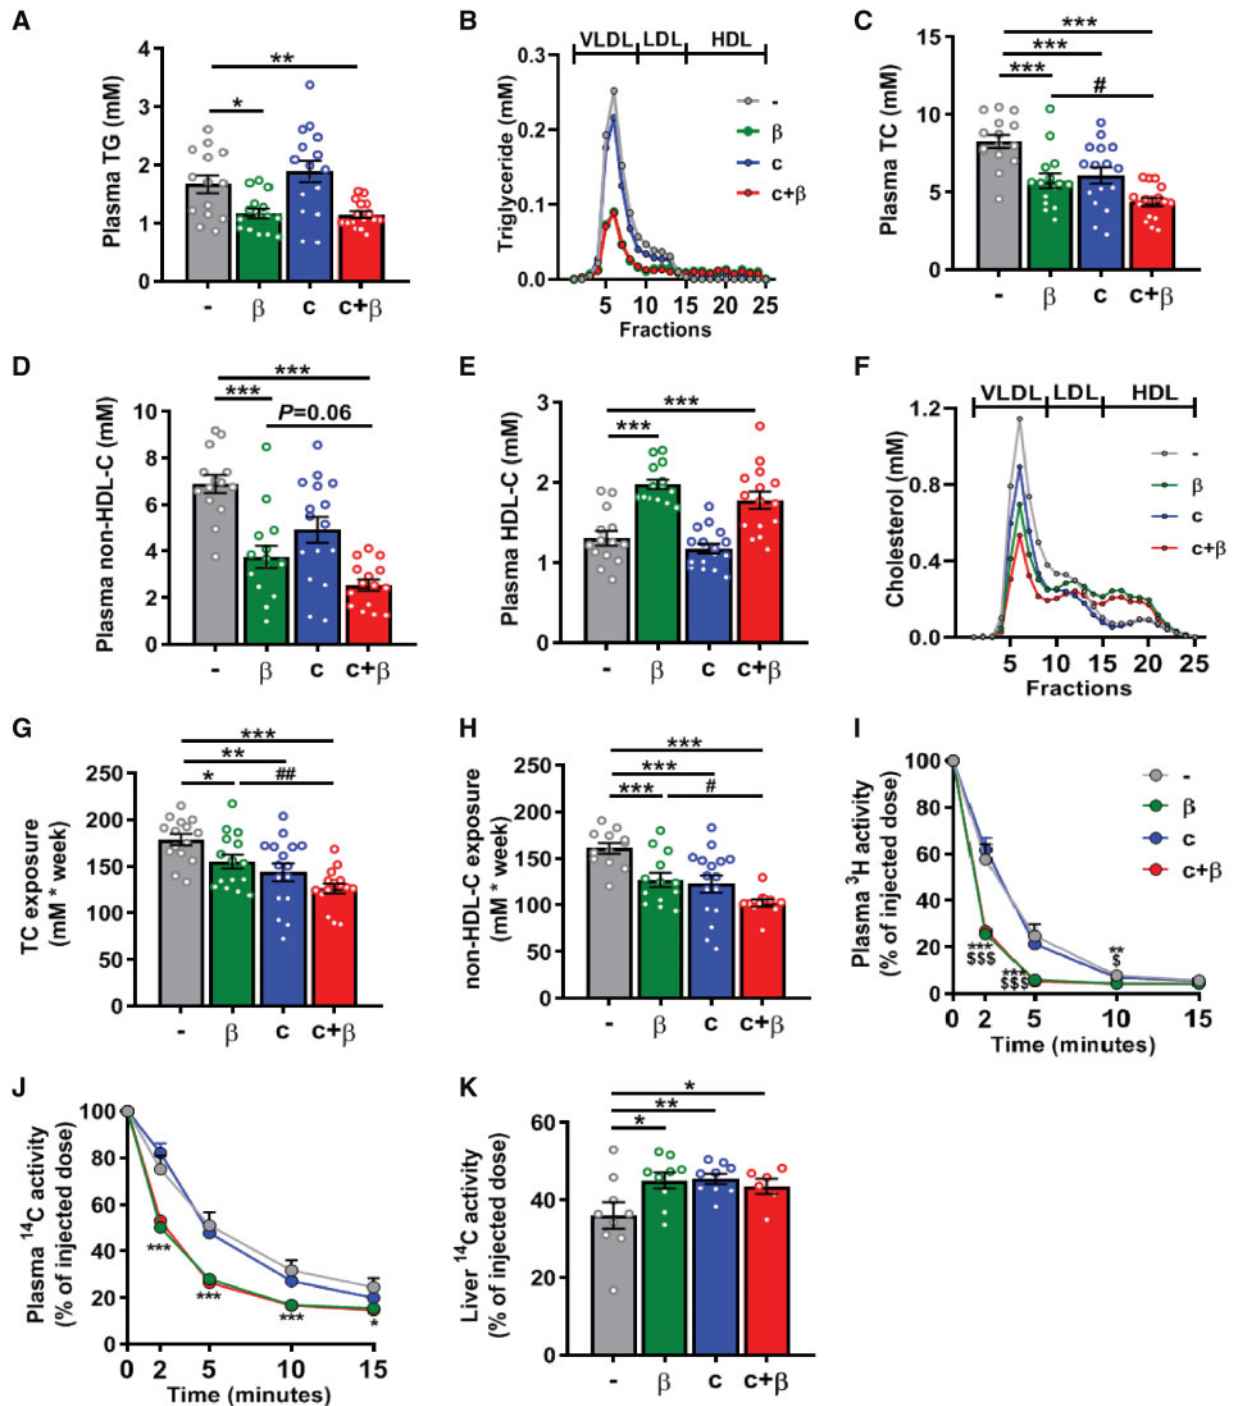 A
Plasma TG (mM)
4
3
2
1
0
**
*
- β c c+β
B
Triglyceride (mM)
VLDL LDL HDL
0.3
0.2
0.1
0.0
5 10 15 20 25
Fractions
-
β
c
c+β
C
Plasma TC (mM)
15
10
5
0
***
***
***
#
- β c c+β
D
Plasma non-HDL-C (mM)
10
8
6
4
2
0
***
***
P=0.06
- β c c+β
E
Plasma HDL-C (mM)
3
2
1
0
***
***
- β c c+β
F
Cholesterol (mM)
VLDL LDL HDL
1.2
0.8
0.4
0.0
5 10 15 20 25
Fractions
-
β
c
c+β
G
TC exposure
(mM * week)
250
200
150
100
50
0
***
**
* ##
- β c c+β
H
non-HDL-C exposure
(mM * week)
250
200
150
100
50
0
***
***
*** #
- β c c+β
I
Plasma ³H activity
(% of injected dose)
100
80
60
40
20
0
***
$$$
***
$$$
**
$
0 2 5 10 15
Time (minutes)
-
β
c
c+β
J
Plasma ¹⁴C activity
(% of injected dose)
100
80
60
40
20
0
***
***
***
*
0 2 5 10 15
Time (minutes)
K
Liver ¹⁴C activity
(% of injected dose)
60
40
20
0
*
**
*
- β c c+β